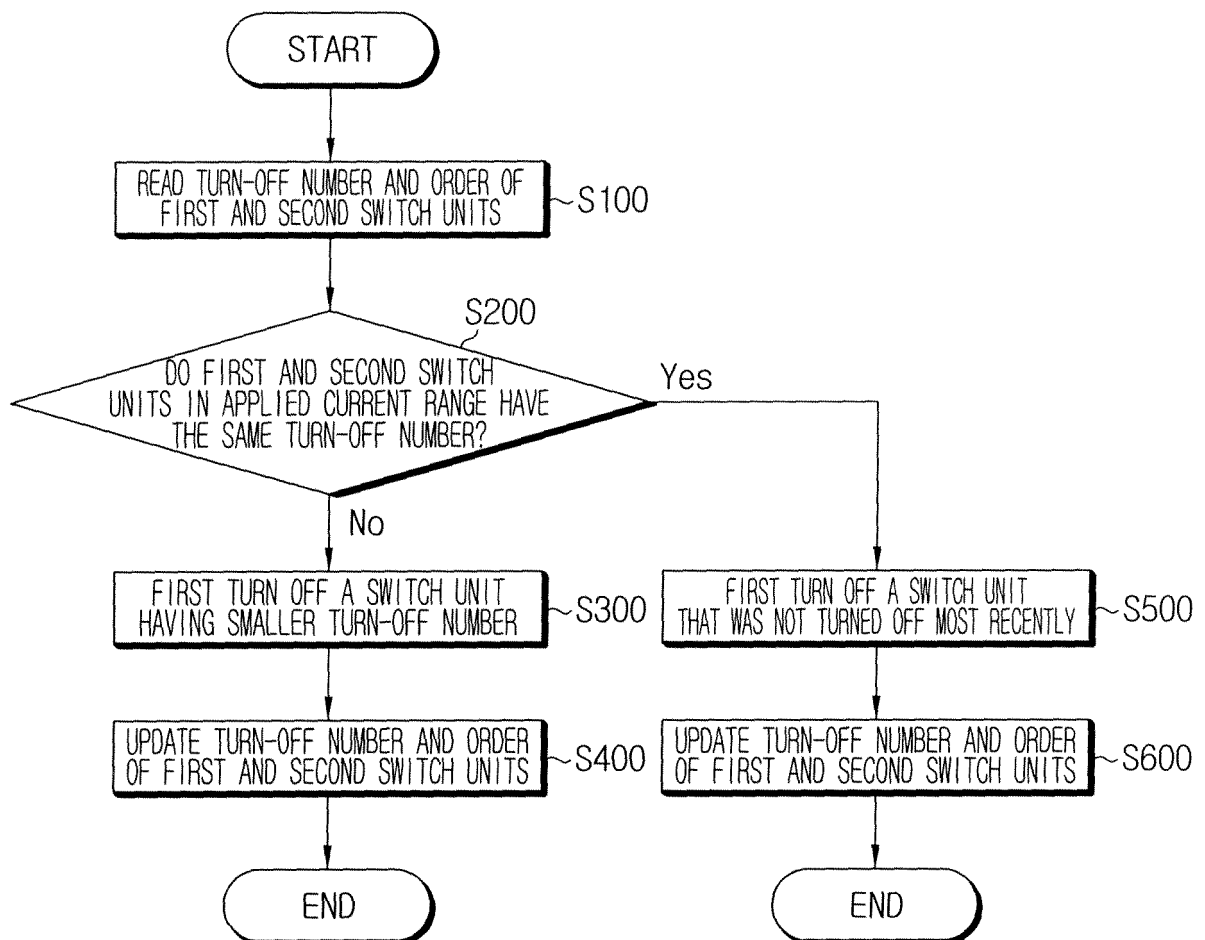 START
READ TURN-OFF NUMBER AND ORDER OF
FIRST AND SECOND SWITCH UNITS
S100
S200
DO FIRST AND SECOND SWITCH
UNITS IN APPLIED CURRENT RANGE HAVE
THE SAME TURN-OFF NUMBER?
Yes
No
FIRST TURN OFF A SWITCH UNIT
HAVING SMALLER TURN-OFF NUMBER
S300
FIRST TURN OFF A SWITCH UNIT
THAT WAS NOT TURNED OFF MOST RECENTLY
S500
UPDATE TURN-OFF NUMBER AND ORDER
OF FIRST AND SECOND SWITCH UNITS
S400
UPDATE TURN-OFF NUMBER AND ORDER
OF FIRST AND SECOND SWITCH UNITS
S600
END
END